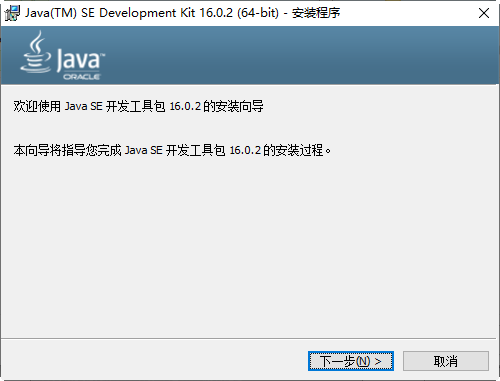 Java(TM) SE Development Kit 16.0.2 (64-bit) - 安装程序
Java™
ORACLE
欢迎使用 Java SE 开发工具包 16.0.2 的安装向导
本向导将指导您完成 Java SE 开发工具包 16.0.2 的安装过程。
下一步(N) >
取消